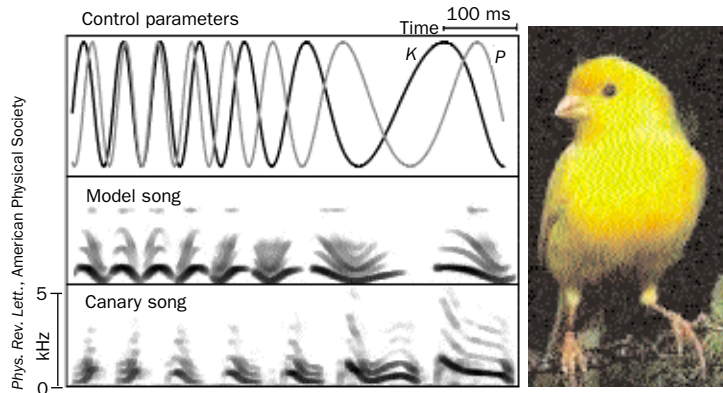 Control parameters
Time
100 ms
K
P
Model song
Canary song
5
kHz
0
Phys. Rev. Lett., American Physical Society